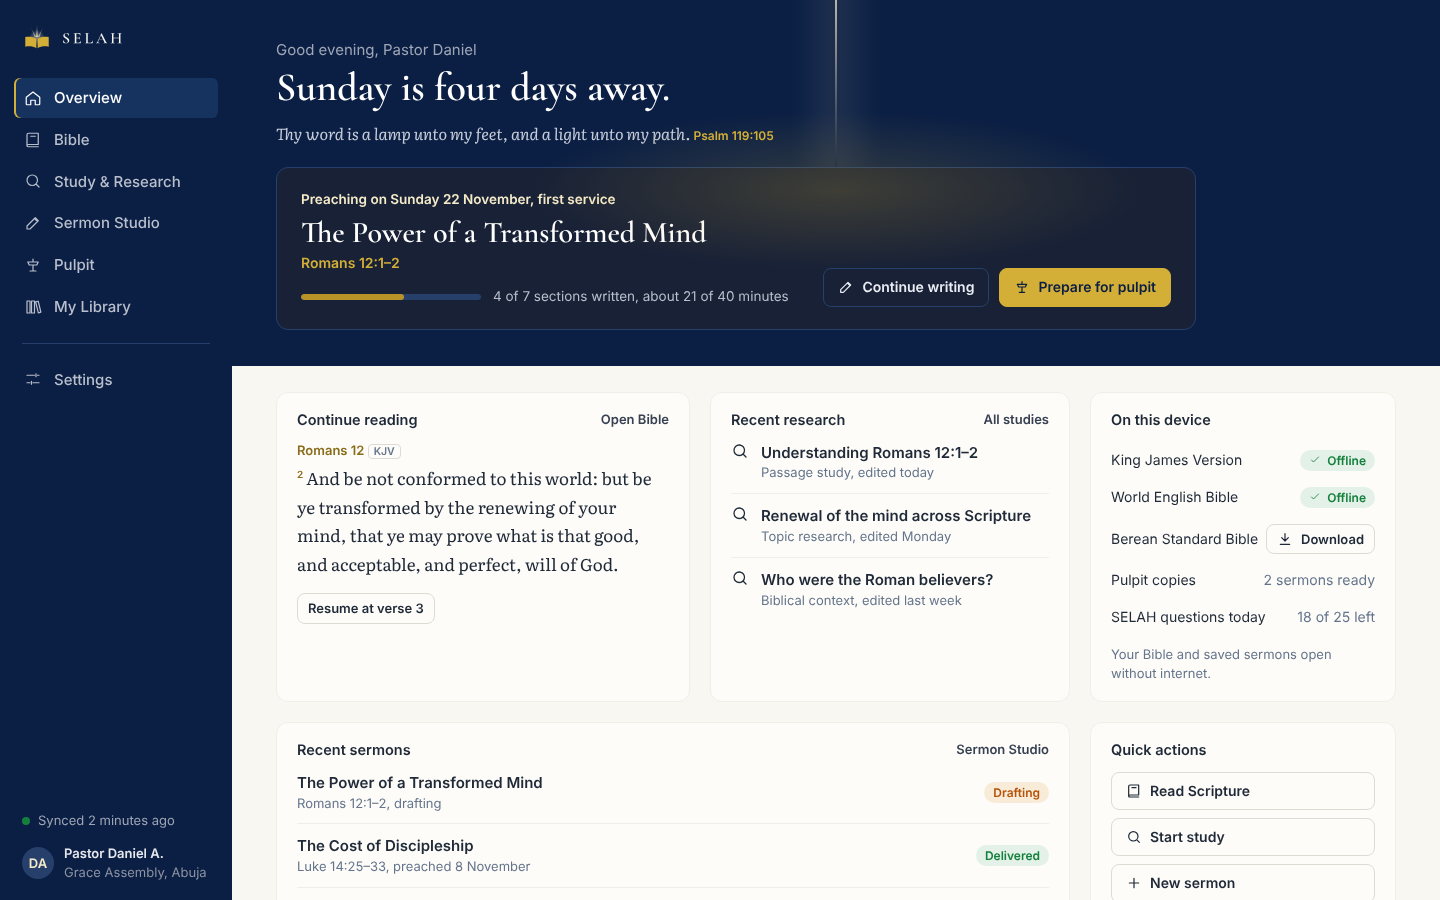 SELAH
Overview
Bible
Study & Research
Sermon Studio
Pulpit
My Library
Settings
Synced 2 minutes ago
DA
Pastor Daniel A.
Grace Assembly, Abuja
Good evening, Pastor Daniel
Sunday is four days away.
Thy word is a lamp unto my feet, and a light unto my path. Psalm 119:105
Preaching on Sunday 22 November, first service
The Power of a Transformed Mind
Romans 12:1–2
4 of 7 sections written, about 21 of 40 minutes
Continue writing
Prepare for pulpit
Continue reading
Open Bible
Romans 12 KJV
2 And be not conformed to this world: but be
ye transformed by the renewing of your
mind, that ye may prove what is that good,
and acceptable, and perfect, will of God.
Resume at verse 3
Recent research
All studies
Understanding Romans 12:1–2
Passage study, edited today
Renewal of the mind across Scripture
Topic research, edited Monday
Who were the Roman believers?
Biblical context, edited last week
On this device
King James Version
Offline
World English Bible
Offline
Berean Standard Bible
Download
Pulpit copies
2 sermons ready
SELAH questions today
18 of 25 left
Your Bible and saved sermons open
without internet.
Recent sermons
Sermon Studio
The Power of a Transformed Mind
Romans 12:1–2, drafting
Drafting
The Cost of Discipleship
Luke 14:25–33, preached 8 November
Delivered
Quick actions
Read Scripture
Start study
New sermon